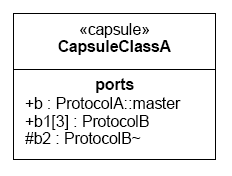 «capsule»
CapsuleClassA
ports
+b : ProtocolA::master
+b1[3] : ProtocolB
#b2 : ProtocolB~